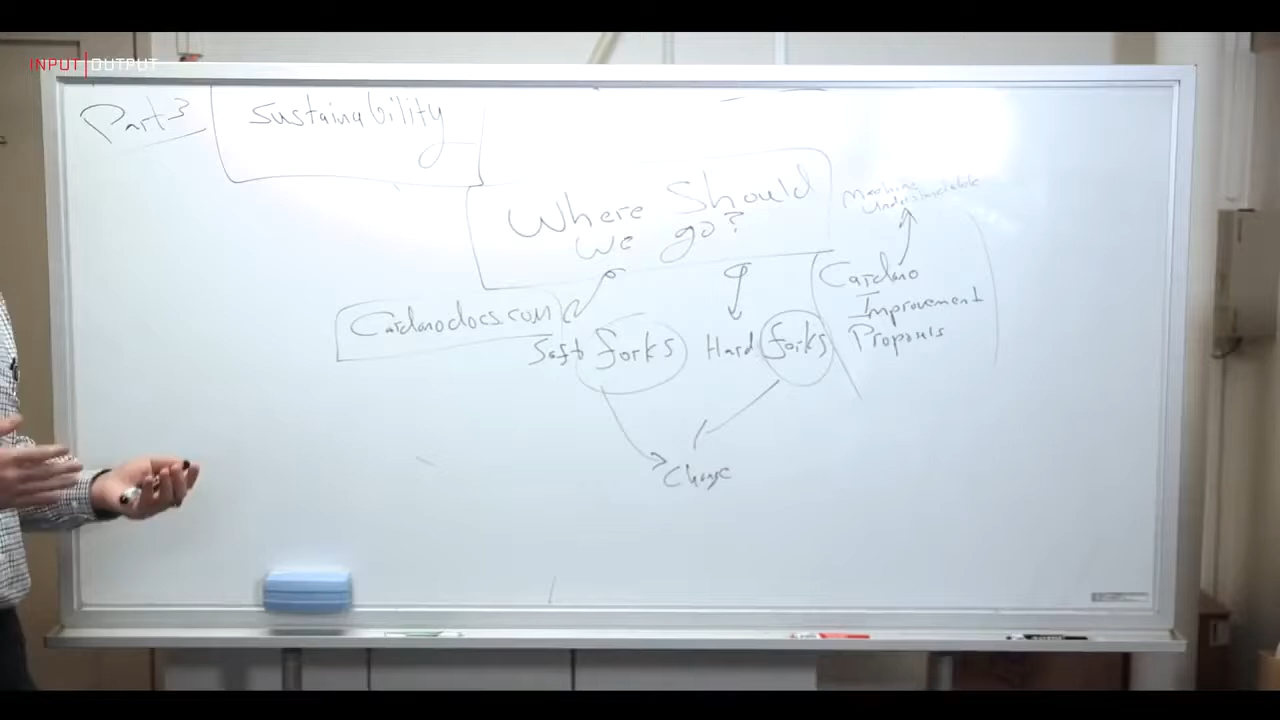 INPUT | OUTPUT
Part 3
Sustainability
Where Should
We go?
Machine
Understandable
Cardano
Improvement
Proposals
Cardanodocs.com
Soft forks
Hard forks
Change